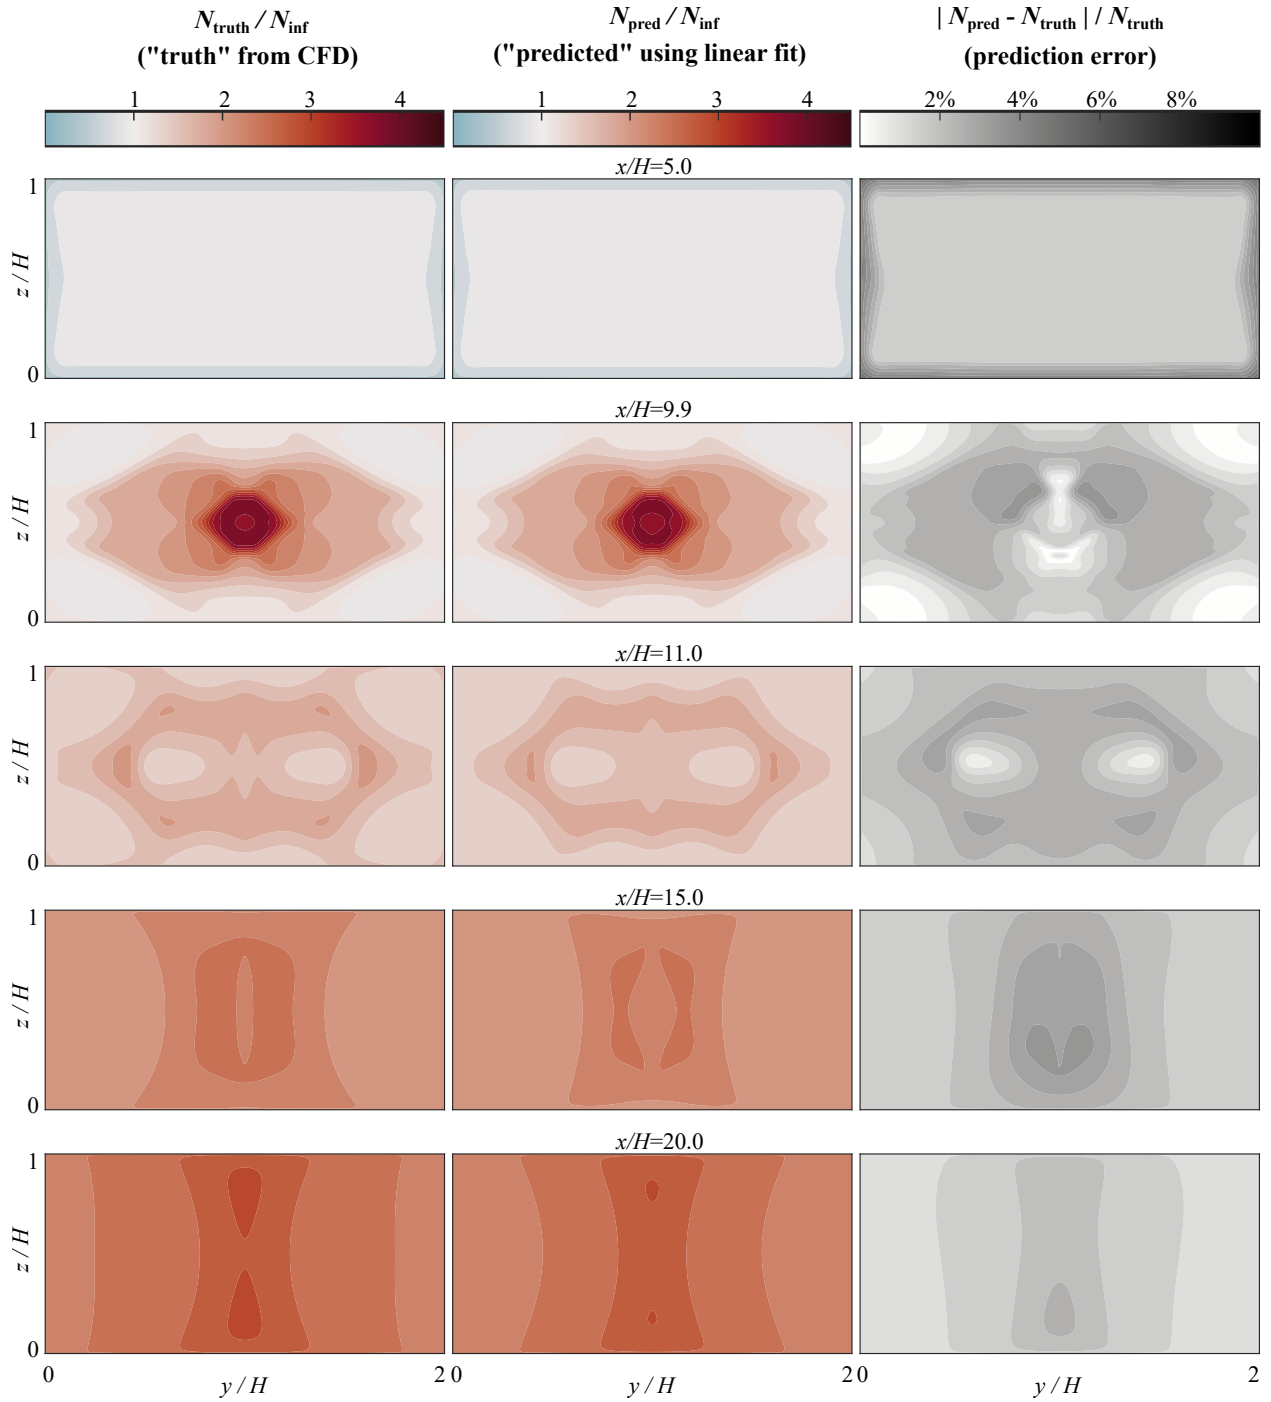 N_truth / N_inf
("truth" from CFD)
N_pred / N_inf
("predicted" using linear fit)
| N_pred - N_truth | / N_truth
(prediction error)
1 2 3 4
1 2 3 4
2% 4% 6% 8%
x/H=5.0
1
z / H
0
x/H=9.9
1
z / H
0
x/H=11.0
1
z / H
0
x/H=15.0
1
z / H
0
x/H=20.0
1
z / H
0
0 2 0 2 0 2
y / H y / H y / H